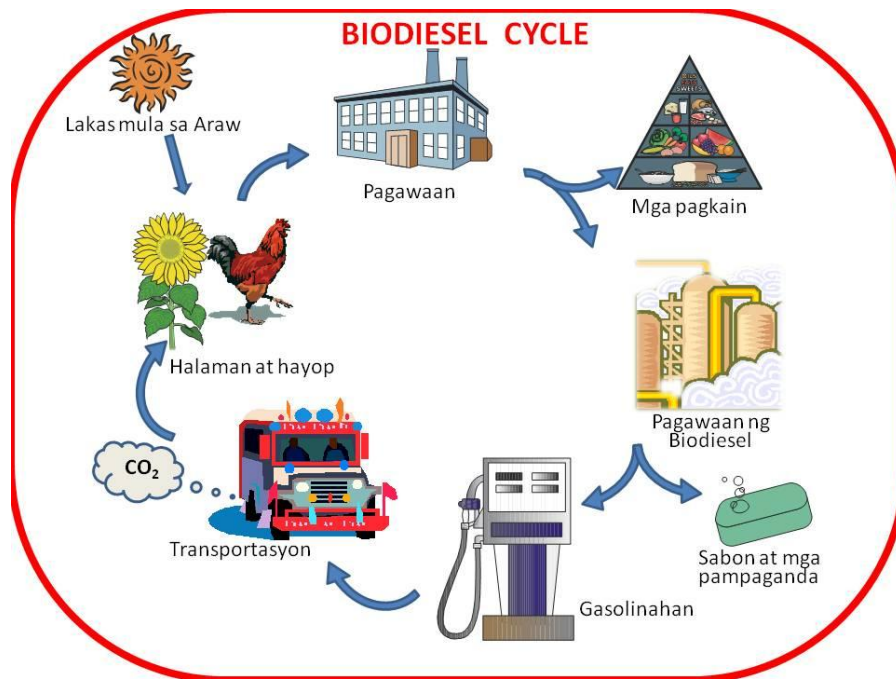 BIODIESEL CYCLE
Lakas mula sa Araw
Pagawaan
Mga pagkain
Halaman at hayop
Pagawaan ng
Biodiesel
CO₂
Transportasyon
Gasolinahan
Sabon at mga
pampaganda